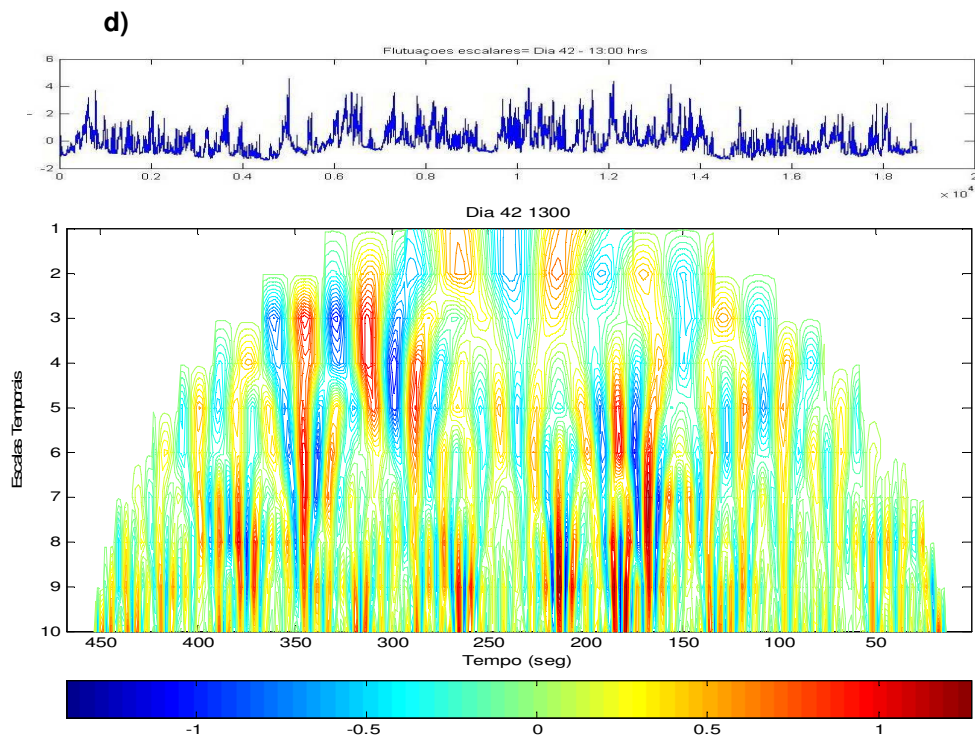 d)
Flutuaçoes escalares= Dia 42 - 13:00 hrs
6
4
2
0
-2
0 0.2 0.4 0.6 0.8 1 1.2 1.4 1.6 1.8 2
× 10⁴
Dia 42 1300
1
2
3
4
5
6
7
8
9
10
Escalas Temporais
450 400 350 300 250 200 150 100 50
Tempo (seg)
-1 -0.5 0 0.5 1